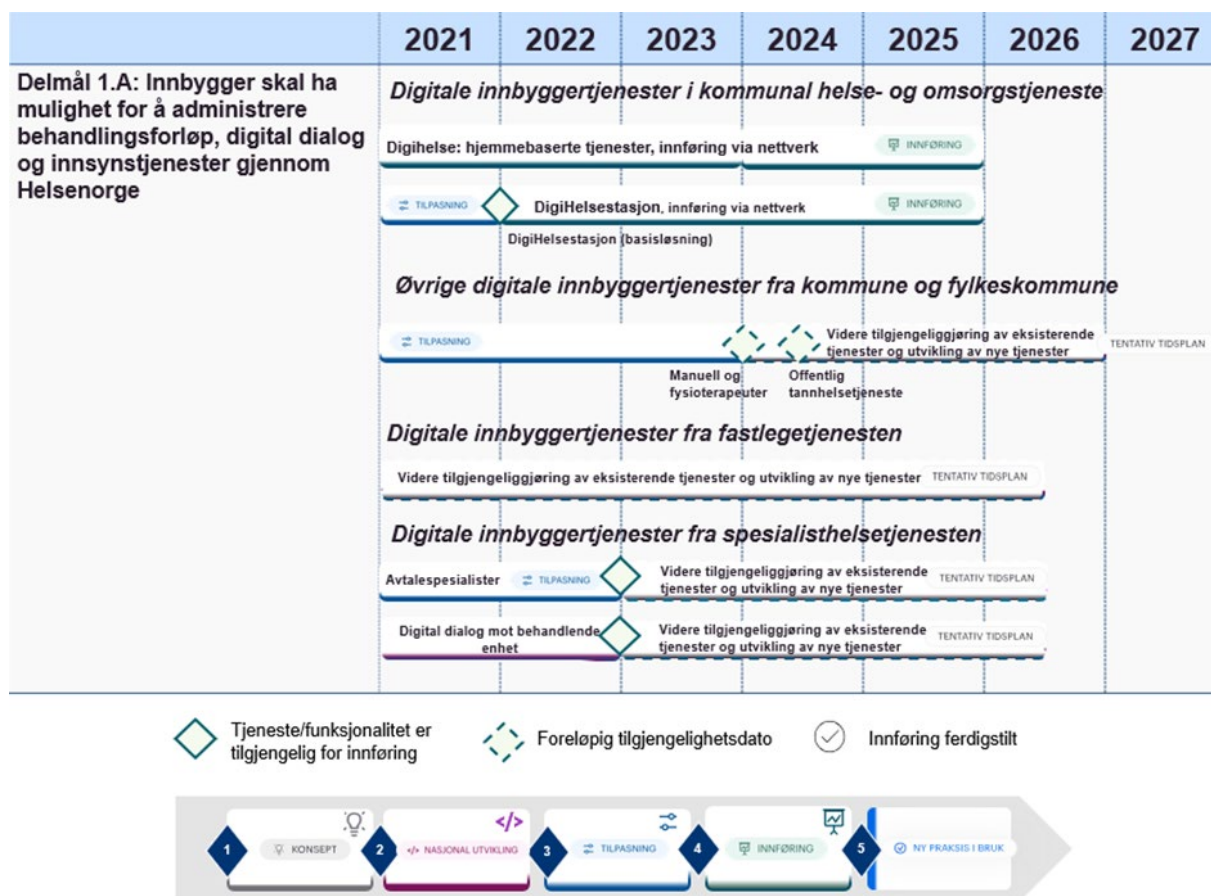 2021 2022 2023 2024 2025 2026 2027
Delmål 1.A: Innbygger skal ha
mulighet for å administrere
behandlingsforløp, digital dialog
og innsynstjenester gjennom
Helsenorge
Digitale innbyggertjenester i kommunal helse- og omsorgstjeneste
Digihelse: hjemmebaserte tjenester, innføring via nettverk
INNFØRING
TILPASNING
DigiHelsestasjon, innføring via nettverk
INNFØRING
DigiHelsestasjon (basisløsning)
Øvrige digitale innbyggertjenester fra kommune og fylkeskommune
TILPASNING
Videre tilgjengeliggjøring av eksisterende
tjenester og utvikling av nye tjenester
TENTATIV TIDSPLAN
Manuell og
fysioterapeuter
Offentlig
tannhelsetjeneste
Digitale innbyggertjenester fra fastlegetjenesten
Videre tilgjengeliggjøring av eksisterende tjenester og utvikling av nye tjenester
TENTATIV TIDSPLAN
Digitale innbyggertjenester fra spesialisthelsetjenesten
Avtalespesialister
TILPASNING
Videre tilgjengeliggjøring av eksisterende
tjenester og utvikling av nye tjenester
TENTATIV TIDSPLAN
Digital dialog mot behandlende
enhet
Videre tilgjengeliggjøring av eksisterende
tjenester og utvikling av nye tjenester
TENTATIV TIDSPLAN
Tjeneste/funksjonalitet er
tilgjengelig for innføring
Foreløpig tilgjengelighetsdato
Innføring ferdigstilt
1 KONSEPT 2 </> NASJONAL UTVIKLING 3 TILPASNING 4 INNFØRING 5 NY PRAKSIS I BRUK